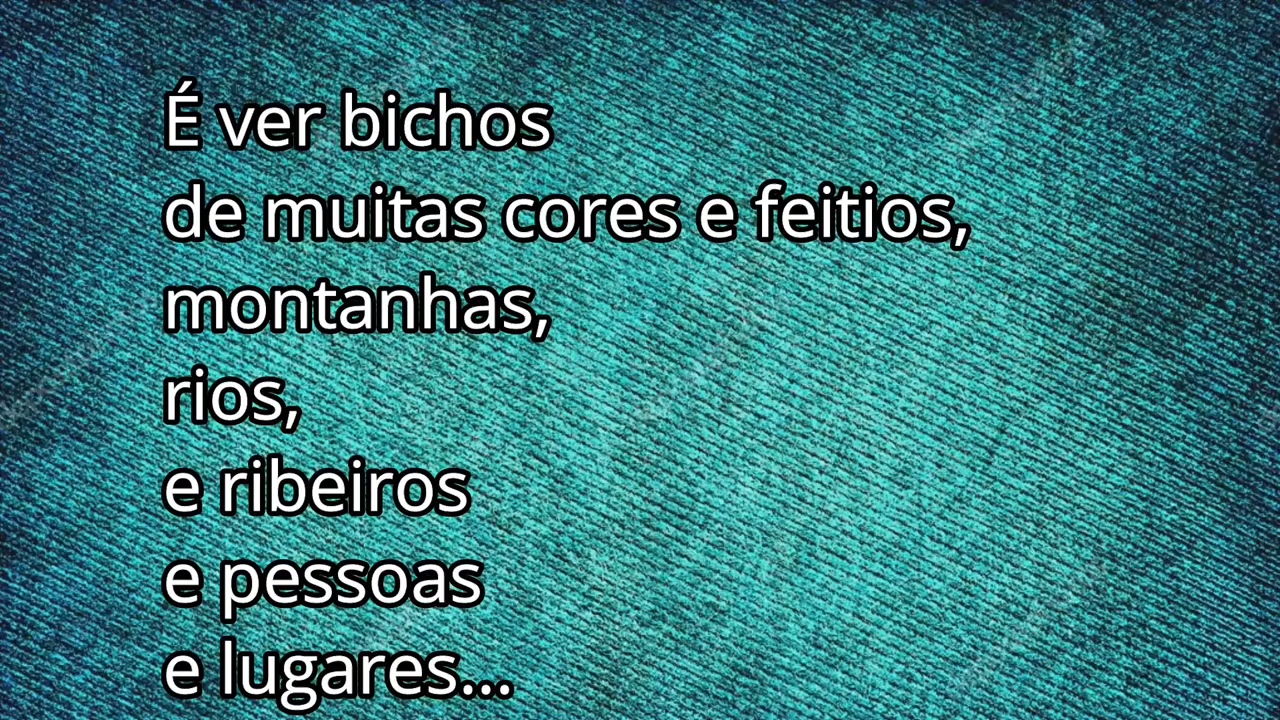 É ver bichos
de muitas cores e feitios,
montanhas,
rios,
e ribeiros
e pessoas
e lugares...